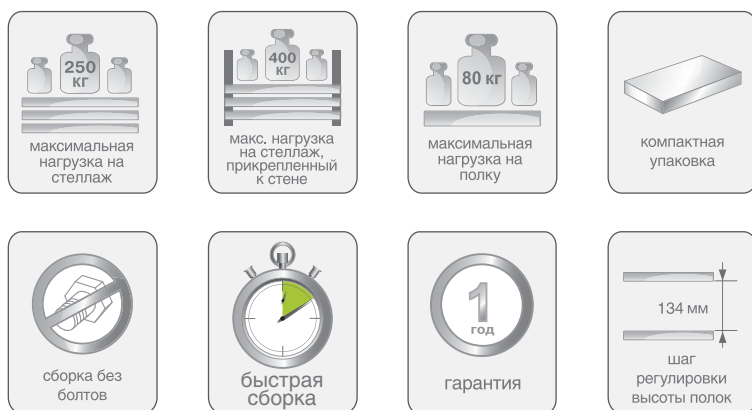 250
кг
максимальная
нагрузка на
стеллаж
400
кг
макс. нагрузка
на стеллаж,
прикрепленный
к стене
80 кг
максимальная
нагрузка на
полку
компактная
упаковка
сборка без
болтов
быстрая
сборка
1
год
гарантия
134 мм
шаг
регулировки
высоты полок